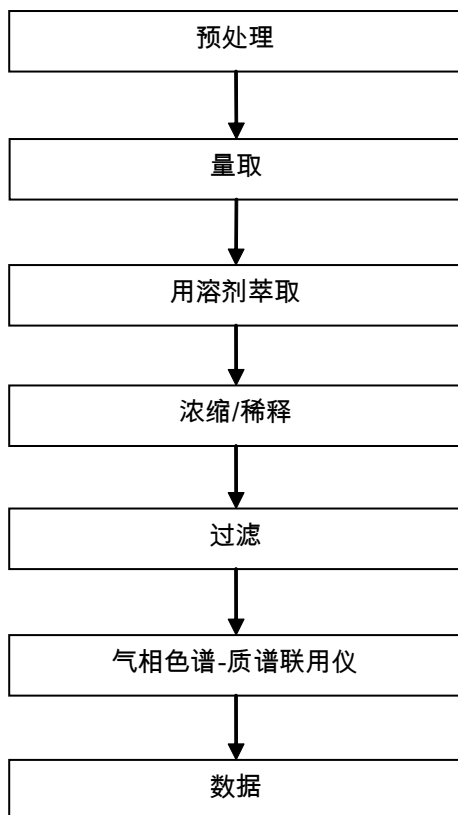 预处理
量取
用溶剂萃取
浓缩/稀释
过滤
气相色谱-质谱联用仪
数据